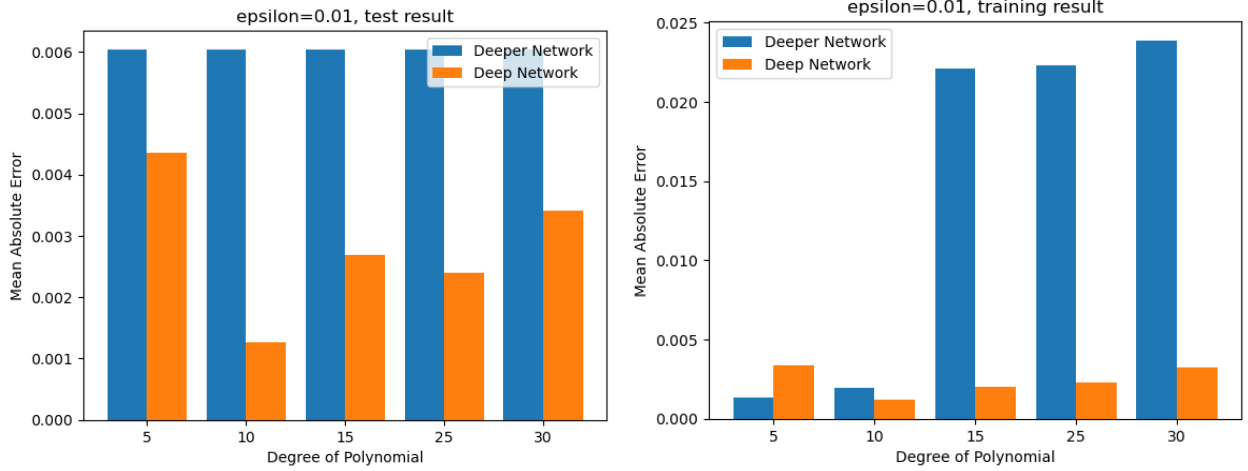 epsilon=0.01, test result
Mean Absolute Error
0.006
0.005
0.004
0.003
0.002
0.001
0.000
Deeper Network
Deep Network
5 10 15 25 30
Degree of Polynomial
epsilon=0.01, training result
Mean Absolute Error
0.025
0.020
0.015
0.010
0.005
0.000
Deeper Network
Deep Network
5 10 15 25 30
Degree of Polynomial